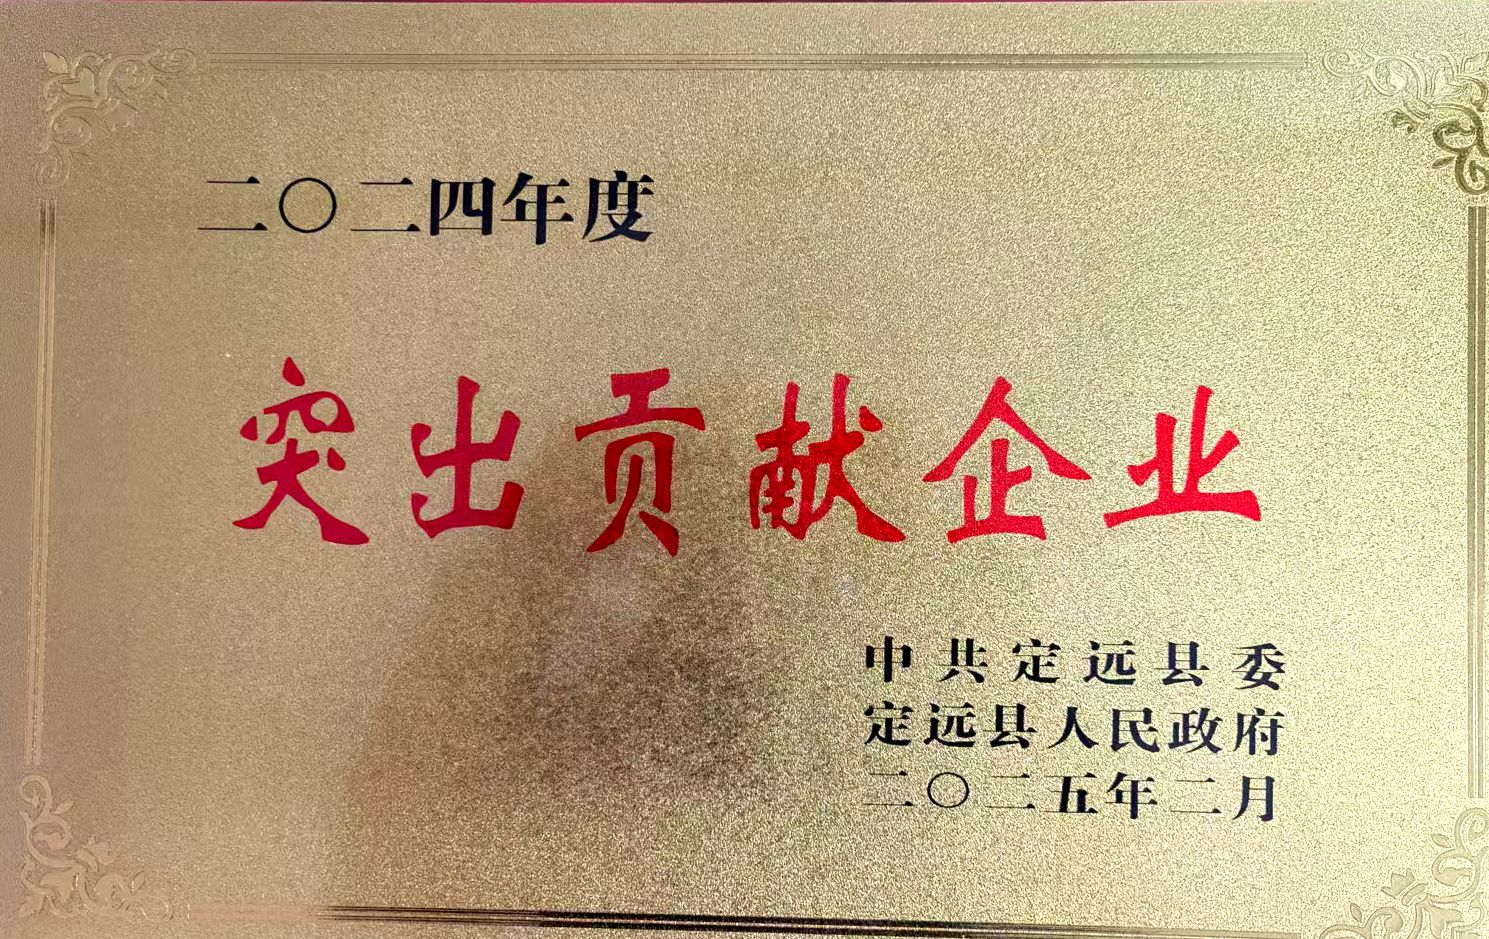 二〇二四年度
突出贡献企业
中共定远县委
定远县人民政府
二〇二五年二月